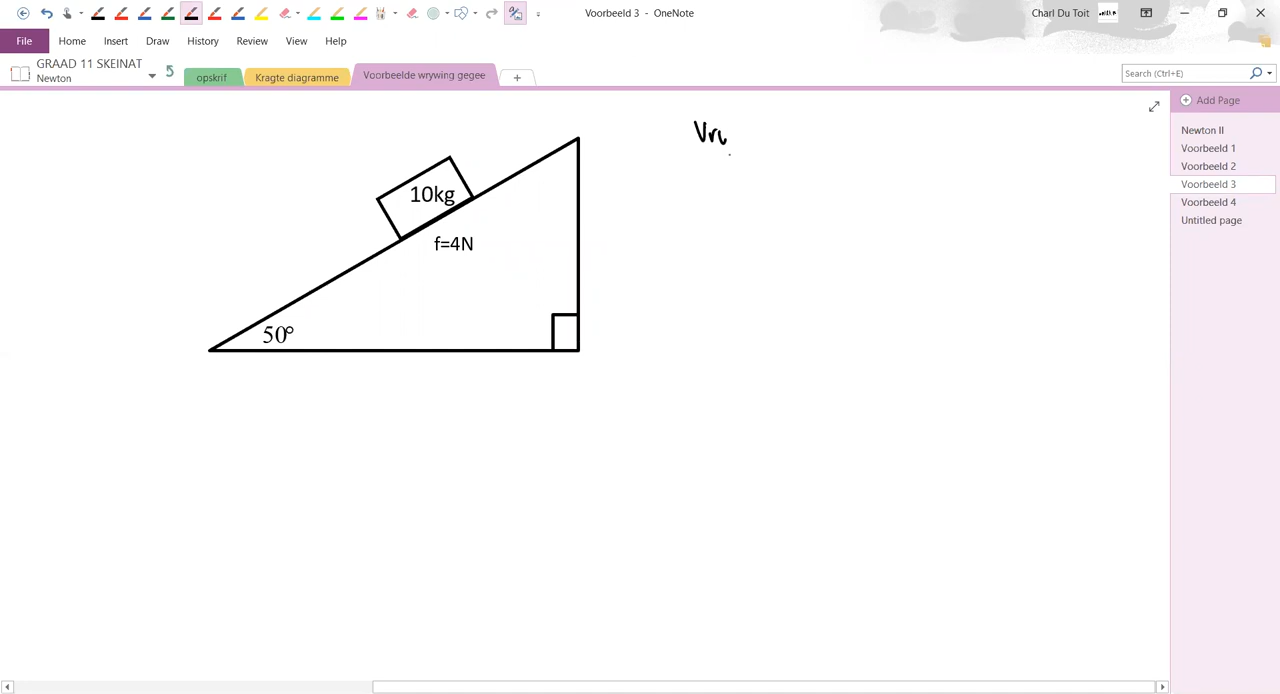 Voorbeeld 3 - OneNote
Charl Du Toit
File Home Insert Draw History Review View Help
GRAAD 11 SKEINAT
Newton
opskrif Kragte diagramme Voorbeelde wrywing gegee +
Search (Ctrl+E)
Add Page
Newton II
Voorbeeld 1
Voorbeeld 2
Voorbeeld 3
Voorbeeld 4
Untitled page
10kg
f=4N
50°